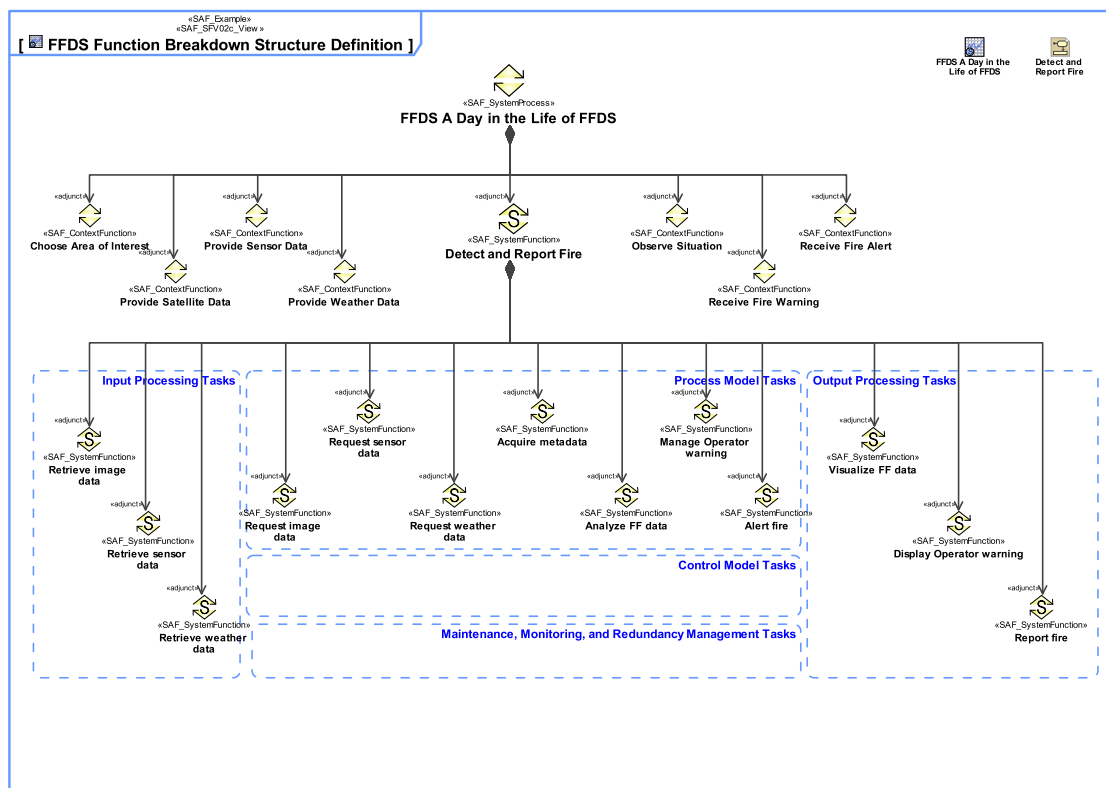 «SAF_Example»
«SAF_SFV02c_View »
[ FFDS Function Breakdown Structure Definition ]
FFDS A Day in the
Life of FFDS
Detect and
Report Fire
«SAF_SystemProcess»
FFDS A Day in the Life of FFDS
«adjunct»
«SAF_ContextFunction»
Choose Area of Interest
«adjunct»
«SAF_ContextFunction»
Provide Satellite Data
«adjunct»
«SAF_ContextFunction»
Provide Sensor Data
«adjunct»
«SAF_ContextFunction»
Provide Weather Data
«adjunct»
S
«SAF_SystemFunction»
Detect and Report Fire
«adjunct»
«SAF_ContextFunction»
Observe Situation
«adjunct»
«SAF_ContextFunction»
Receive Fire Warning
«adjunct»
«SAF_ContextFunction»
Receive Fire Alert
Input Processing Tasks
«adjunct»
S
«SAF_SystemFunction»
Retrieve image
data
«adjunct»
S
«SAF_SystemFunction»
Retrieve sensor
data
«adjunct»
S
«SAF_SystemFunction»
Retrieve weather
data
Process Model Tasks
«adjunct»
S
«SAF_SystemFunction»
Request image
data
«adjunct»
S
«SAF_SystemFunction»
Request sensor
data
«adjunct»
S
«SAF_SystemFunction»
Request weather
data
«adjunct»
S
«SAF_SystemFunction»
Acquire metadata
«adjunct»
S
«SAF_SystemFunction»
Analyze FF data
«adjunct»
S
«SAF_SystemFunction»
Manage Operator
warning
«adjunct»
S
«SAF_SystemFunction»
Alert fire
Control Model Tasks
Maintenance, Monitoring, and Redundancy Management Tasks
Output Processing Tasks
«adjunct»
S
«SAF_SystemFunction»
Visualize FF data
«adjunct»
S
«SAF_SystemFunction»
Display Operator warning
«adjunct»
S
«SAF_SystemFunction»
Report fire